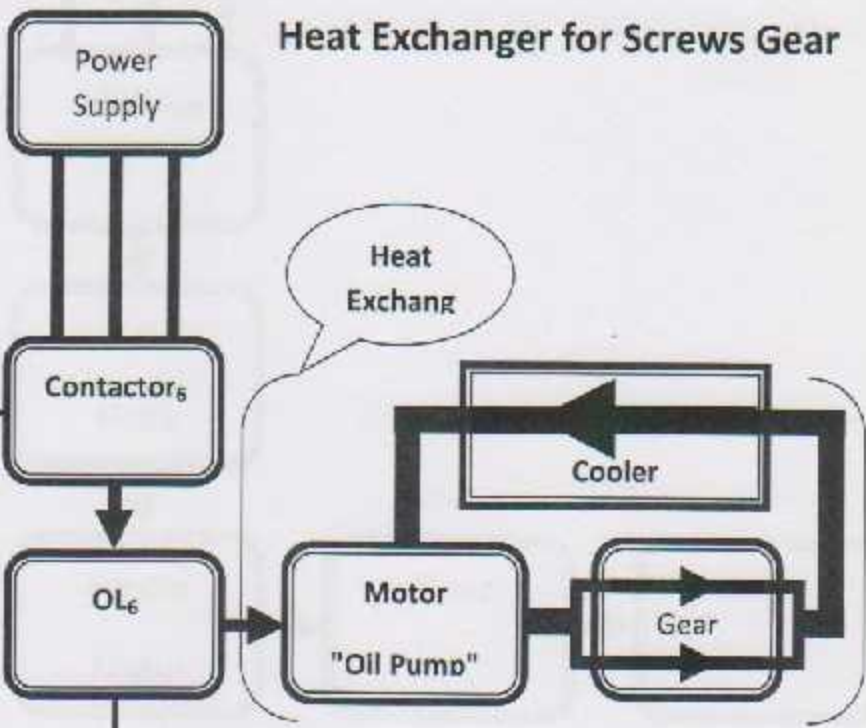 Heat Exchanger for Screws Gear
Power
Supply
Heat
Exchang
Contactor₆
Cooler
OL₆
Motor
"Oil Pump"
Gear